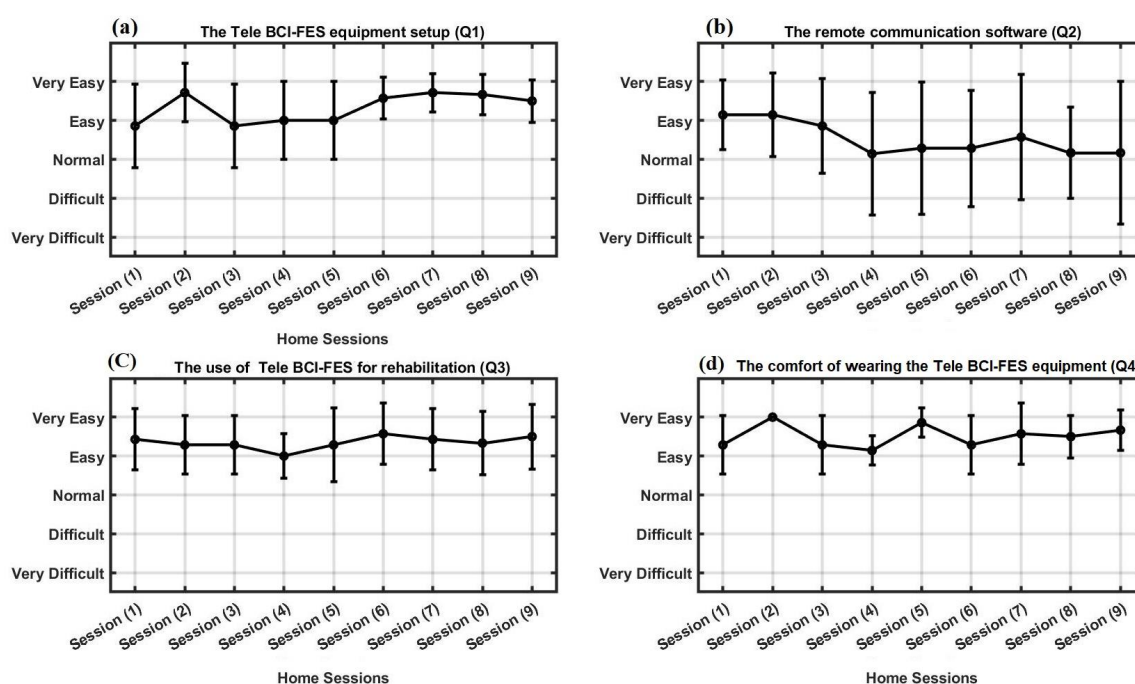 (a)
The Tele BCI-FES equipment setup (Q1)
Very Easy
Easy
Normal
Difficult
Very Difficult
Session (1)
Session (2)
Session (3)
Session (4)
Session (5)
Session (6)
Session (7)
Session (8)
Session (9)
Home Sessions
(b)
The remote communication software (Q2)
Very Easy
Easy
Normal
Difficult
Very Difficult
Session (1)
Session (2)
Session (3)
Session (4)
Session (5)
Session (6)
Session (7)
Session (8)
Session (9)
(C)
The use of Tele BCI-FES for rehabilitation (Q3)
Very Easy
Easy
Normal
Difficult
Very Difficult
Session (1)
Session (2)
Session (3)
Session (4)
Session (5)
Session (6)
Session (7)
Session (8)
Session (9)
Home Sessions
(d)
The comfort of wearing the Tele BCI-FES equipment (Q4
Very Easy
Easy
Normal
Difficult
Very Difficult
Session (1)
Session (2)
Session (3)
Session (4)
Session (5)
Session (6)
Session (7)
Session (8)
Session (9)
Home Sessions